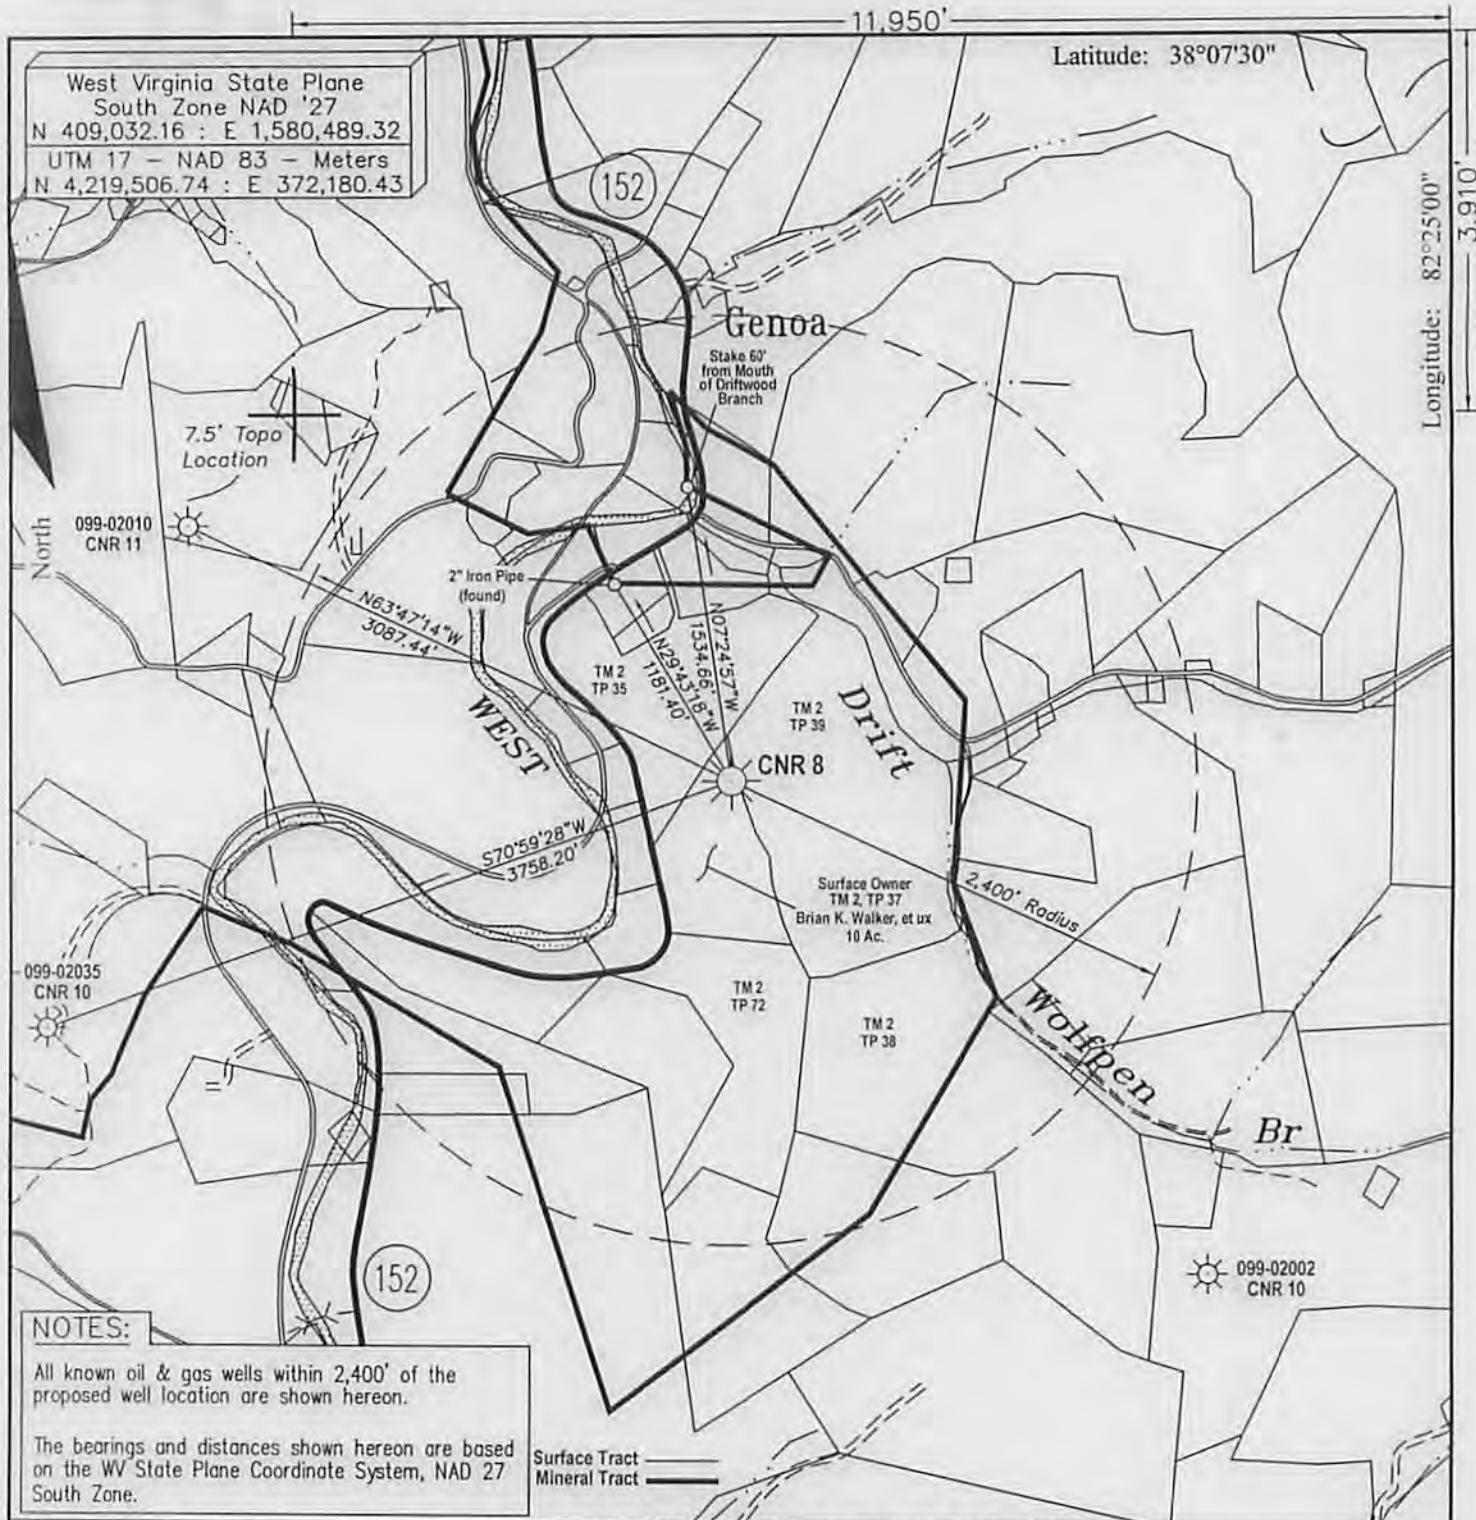 11,950'
Latitude: 38°07'30"
West Virginia State Plane
South Zone NAD '27
N 409,032.16 : E 1,580,489.32
UTM 17 - NAD 83 - Meters
N 4,219,506.74 : E 372,180.43
152
3,910'
Longitude: 82°25'00"
Genoa
Stake 60'
from Mouth
of Driftwood
Branch
7.5' Topo
Location
North
099-02010
CNR 11
2" Iron Pipe
(found)
N63°47'14"W
3087.44'
N07°24'57"W
1534.66'
N29°43'18"W
1181.40'
TM 2
TP 35
TM 2
TP 39
WEST
Drift
CNR 8
S70°59'28"W
3758.20'
Surface Owner
TM 2, TP 37
Brian K. Walker, et ux
10 Ac.
2,400' Radius
099-02035
CNR 10
TM 2
TP 72
TM 2
TP 38
Wolfpen
Br
152
099-02002
CNR 10
NOTES:
All known oil & gas wells within 2,400' of the
proposed well location are shown hereon.
The bearings and distances shown hereon are based
on the WV State Plane Coordinate System, NAD 27
South Zone.
Surface Tract
Mineral Tract